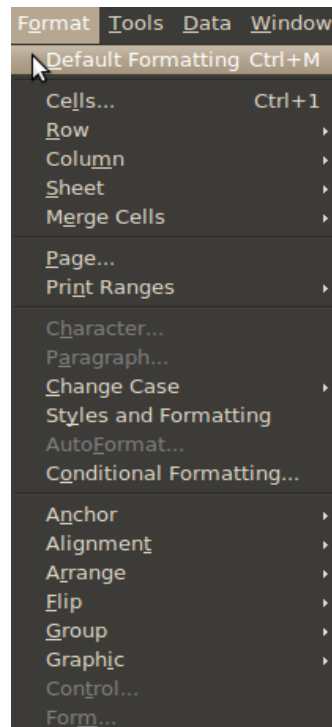 Format Tools Data Window
Default Formatting Ctrl+M
Cells... Ctrl+1
Row
Column
Sheet
Merge Cells
Page...
Print Ranges
Character...
Paragraph...
Change Case
Styles and Formatting
AutoFormat...
Conditional Formatting...
Anchor
Alignment
Arrange
Flip
Group
Graphic
Control...
Form...